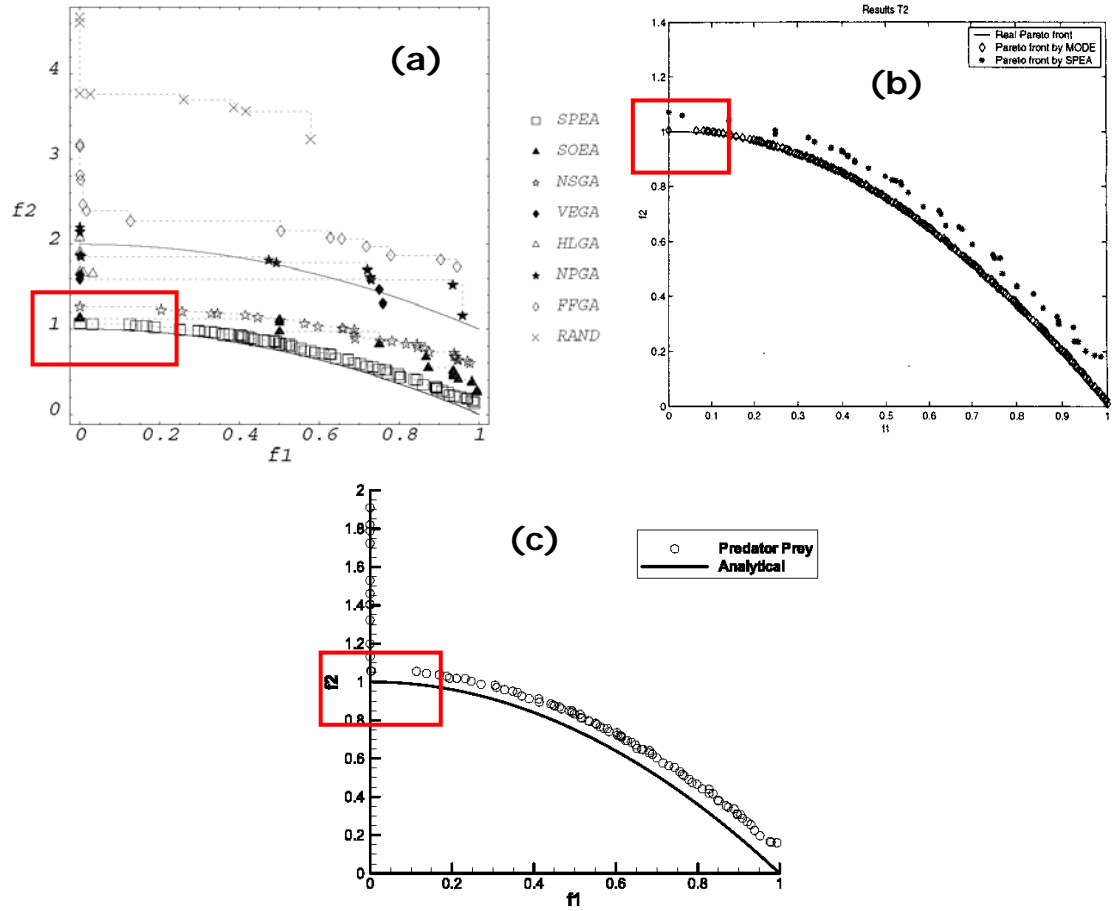 (a)
4
3
f2
2
1
0
0 0.2 0.4 0.6 0.8 1
f1
SPEA
SOEA
NSGA
VEGA
HLGA
NPGA
FFGA
RAND
Results T2
(b)
Real Pareto front
Pareto front by MODE
Pareto front by SPEA
1.4
1.2
1
0.8
f2
0.6
0.4
0.2
0
0 0.1 0.2 0.3 0.4 0.5 0.6 0.7 0.8 0.9 1
f1
(c)
Predator Prey
Analytical
2
1.8
1.6
1.4
1.2
f2
1
0.8
0.6
0.4
0.2
0
0 0.2 0.4 0.6 0.8 1
f1